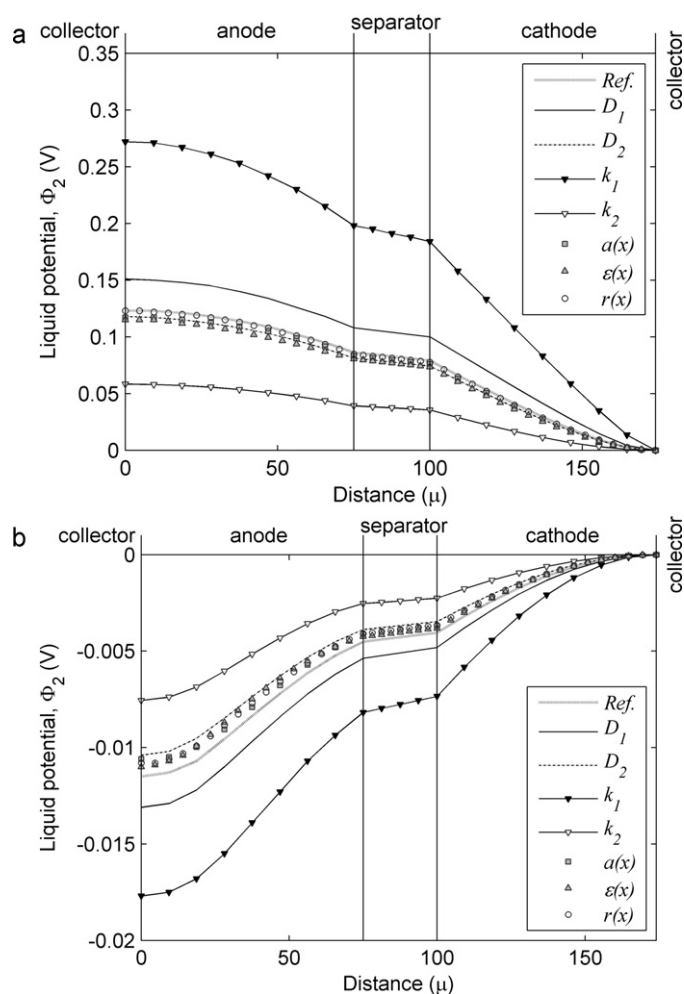 a
collector
anode
separator
cathode
collector
0.35
0.3
0.25
0.2
0.15
0.1
0.05
0
Liquid potential, Φ2 (V)
Ref.
D1
D2
k1
k2
a(x)
ε(x)
r(x)
0
50
100
150
Distance (μ)
b
collector
anode
separator
cathode
collector
0
-0.005
-0.01
-0.015
-0.02
Liquid potential, Φ2 (V)
Ref.
D1
D2
k1
k2
a(x)
ε(x)
r(x)
0
50
100
150
Distance (μ)